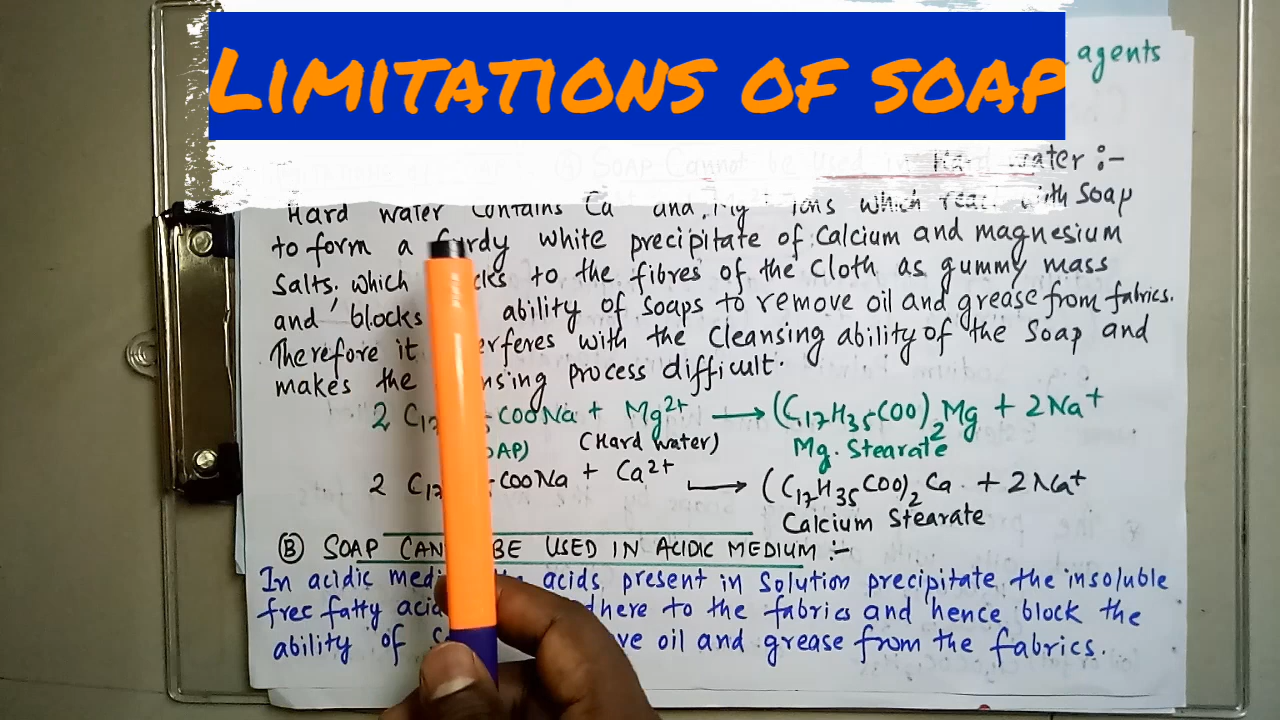 LIMITATIONS OF SOAP
agents
(A) SOAP Cannot be used in Hard water :-
Hard water contains Ca and Mg ions which react with Soap
to form a Curdy white precipitate of Calcium and magnesium
Salts. which to the fibres of the Cloth as gummy mass
and blocks ability of Soaps to remove oil and grease from fabrics.
Therefore it with the Cleansing ability of the Soap and
makes the process difficult.
2 C17 COONa + Mg2+ → (C17H35COO)2Mg + 2Na+
(Hard water) Mg. Stearate
2 C17 COONa + Ca2+ → (C17H35COO)2 Ca + 2Na+
Calcium Stearate
(B) SOAP BE USED IN ACIDIC MEDIUM :-
In acidic acids present in Solution precipitate the insoluble
free fatty to the fabrics and hence block the
ability of oil and grease from the fabrics.